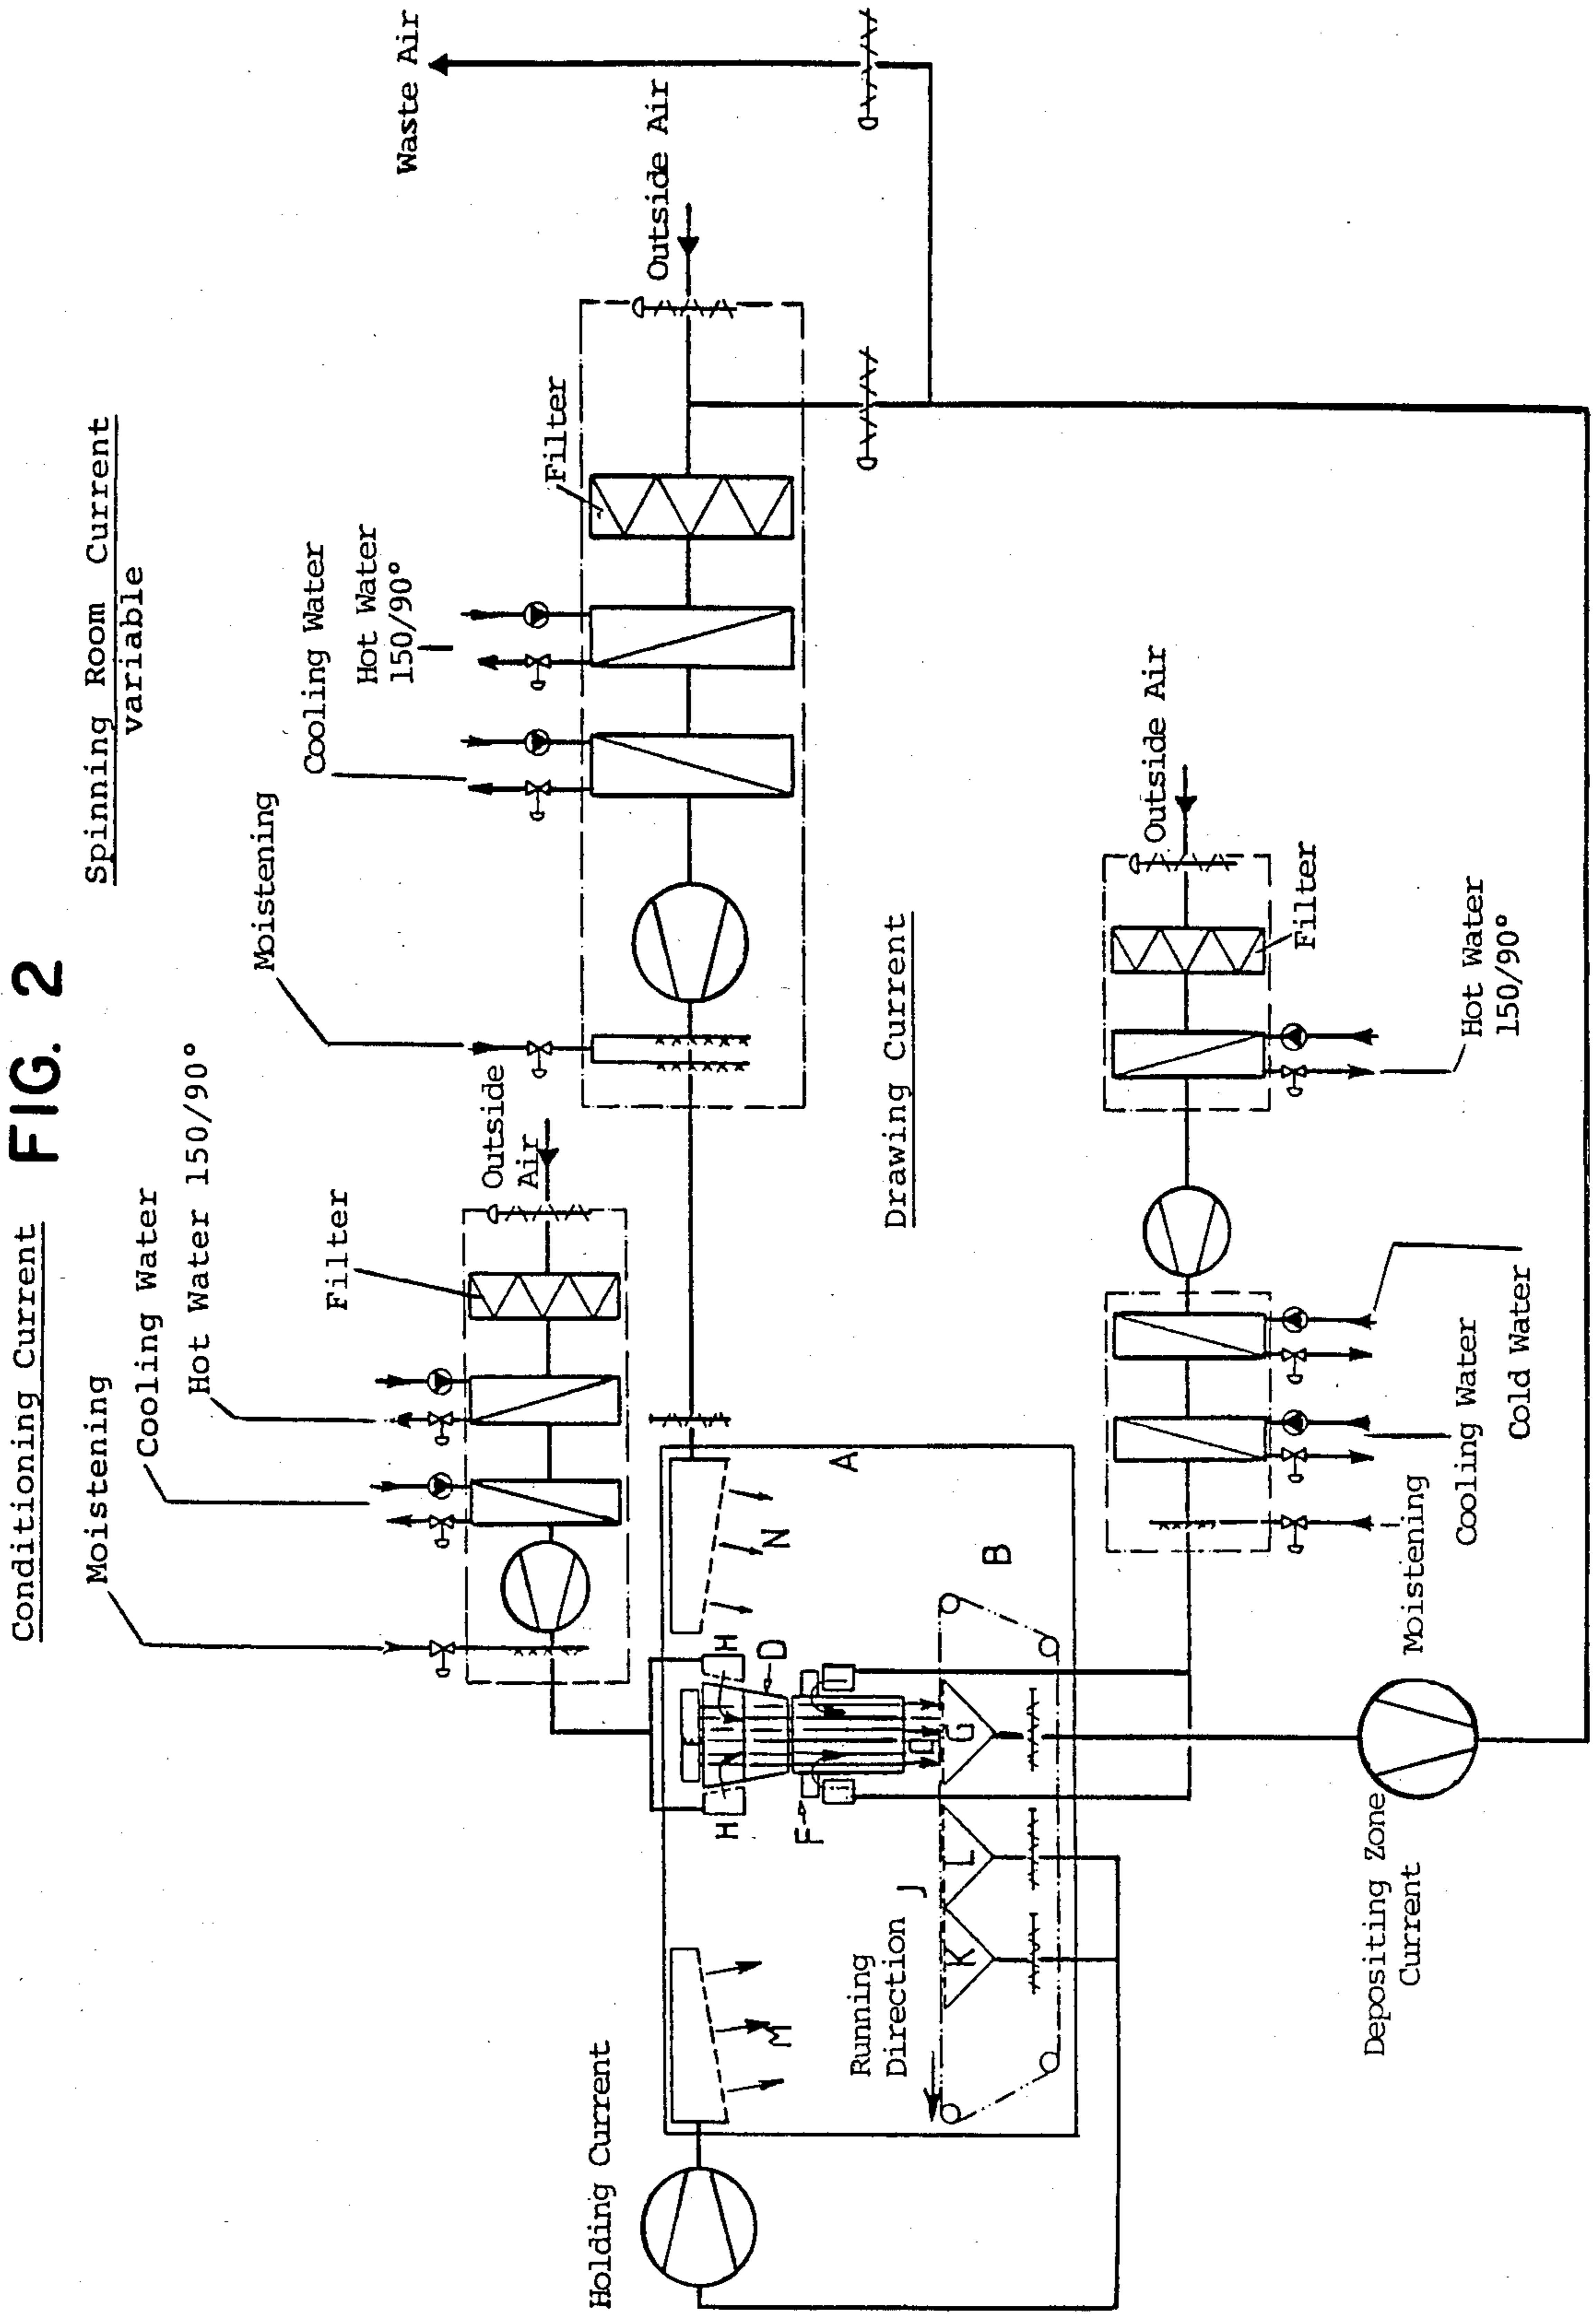 FIG. 2
Conditioning Current
Spinning Room Current
variable
Moistening
Cooling Water
Hot Water 150/90°
Filter
Outside
Air
Moistening
Cooling Water
Hot Water
150/90°
Filter
Outside Air
Waste Air
Holding Current
M
H
H
D
N
A
F
G
B
L
K
J
Running
Direction
Drawing Current
Outside Air
Filter
Hot Water
150/90°
Cold Water
Cooling Water
Moistening
Depositing Zone
Current